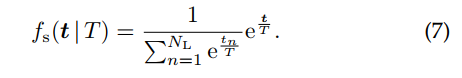 f_s(t | T) = \frac{1}{\sum_{n=1}^{N_L} e^{\frac{t_n}{T}}} e^{\frac{t}{T}}. (7)